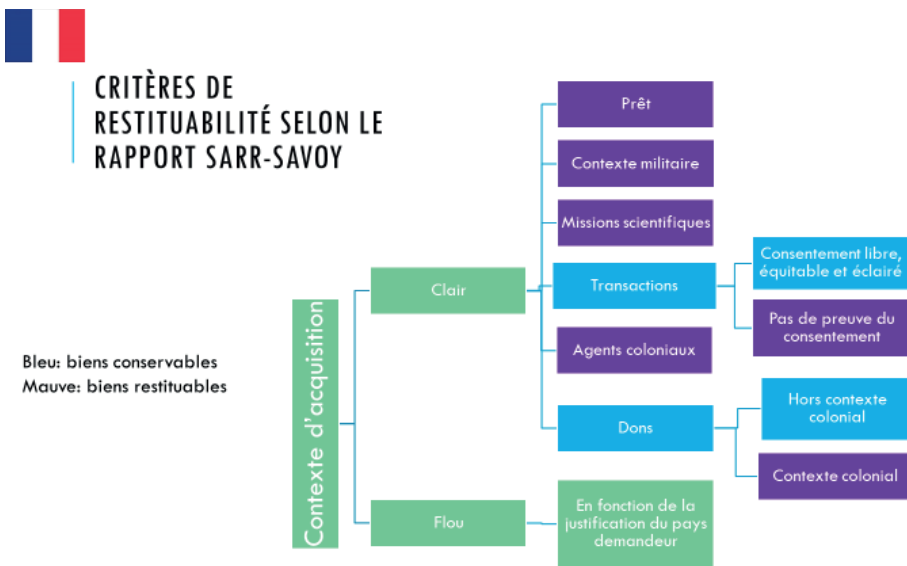 CRITÈRES DE
RESTITUABILITÉ SELON LE
RAPPORT SARR-SAVOY
Bleu: biens conservables
Mauve: biens restituables
Contexte d'acquisition
Clair
Prêt
Contexte militaire
Missions scientifiques
Transactions
Consentement libre,
équitable et éclairé
Pas de preuve du
consentement
Agents coloniaux
Dons
Hors contexte
colonial
Contexte colonial
Flou
En fonction de la
justification du pays
demandeur